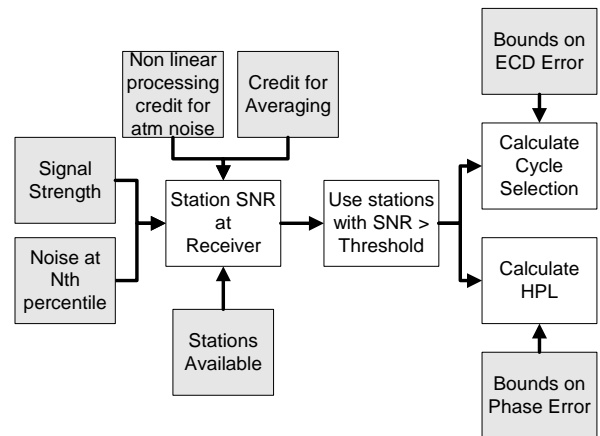 Non linear
processing
credit for
atm noise
Credit for
Averaging
Bounds on
ECD Error
Signal
Strength
Station SNR
at
Receiver
Use stations
with SNR >
Threshold
Calculate
Cycle
Selection
Noise at
Nth
percentile
Calculate
HPL
Stations
Available
Bounds on
Phase Error